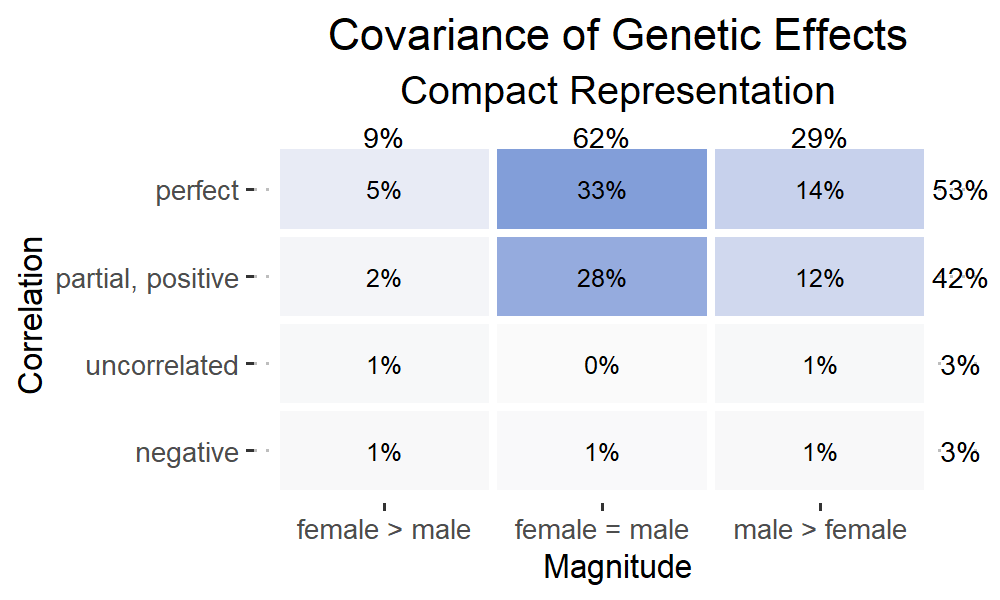 Covariance of Genetic Effects
Compact Representation
9% 62% 29%
perfect 5% 33% 14% 53%
partial, positive 2% 28% 12% 42%
uncorrelated 1% 0% 1% 3%
negative 1% 1% 1% 3%
Correlation
female > male female = male male > female
Magnitude